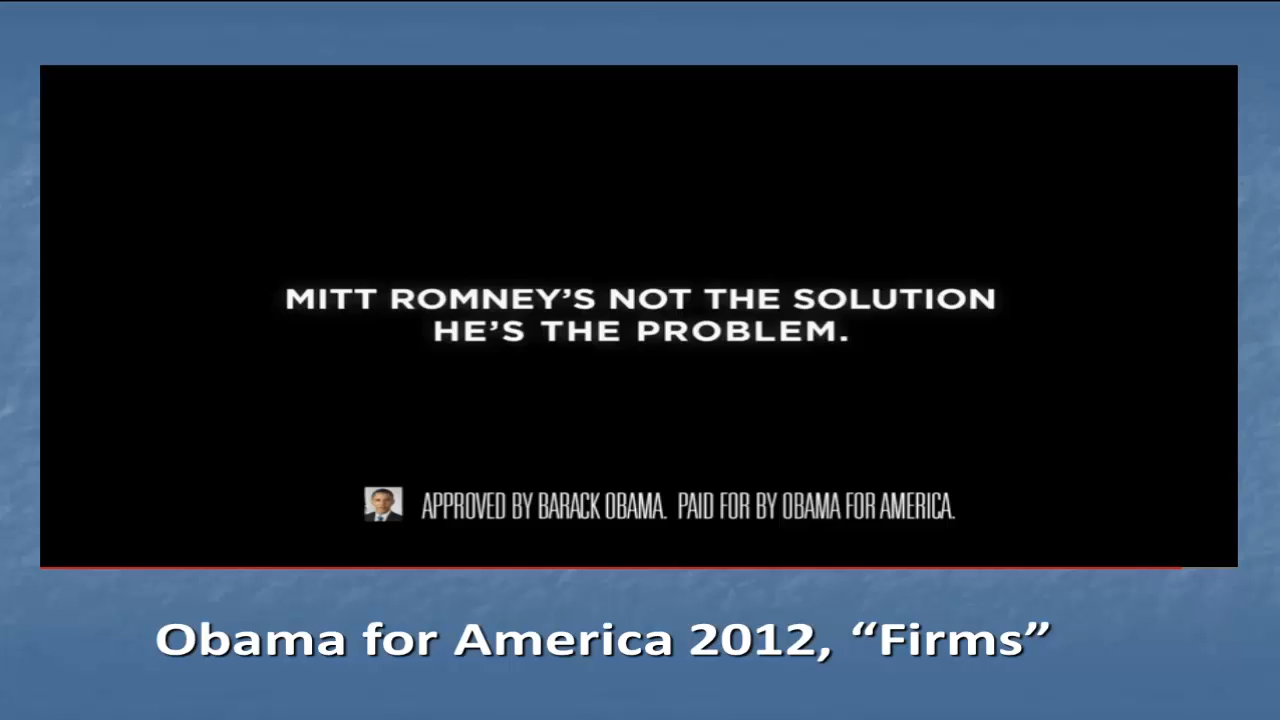 MITT ROMNEY’S NOT THE SOLUTION
HE’S THE PROBLEM.
APPROVED BY BARACK OBAMA. PAID FOR BY OBAMA FOR AMERICA.
Obama for America 2012, “Firms”